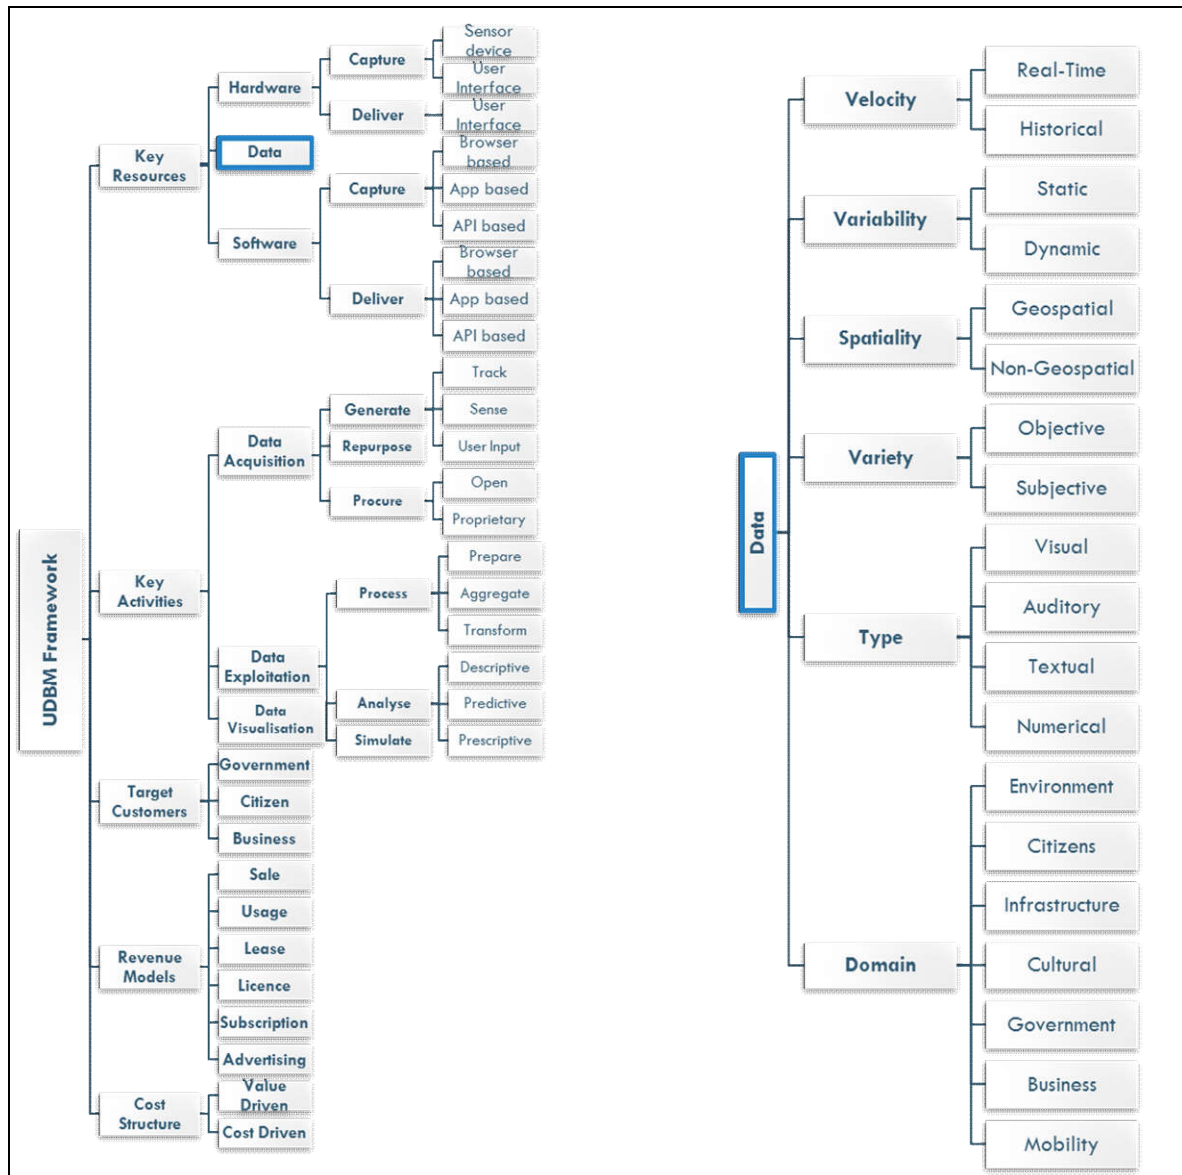 UDBM Framework
Key
Resources
Hardware
Capture
Sensor
device
User
Interface
Deliver
User
Interface
Data
Software
Capture
Browser
based
App based
API based
Deliver
Browser
based
App based
API based
Key
Activities
Data
Acquisition
Generate
Track
Sense
User Input
Repurpose
Procure
Open
Proprietary
Data
Exploitation
Process
Prepare
Aggregate
Transform
Analyse
Descriptive
Predictive
Prescriptive
Simulate
Data
Visualisation
Target
Customers
Government
Citizen
Business
Revenue
Models
Sale
Usage
Lease
Licence
Subscription
Advertising
Cost
Structure
Value
Driven
Cost Driven
Data
Velocity
Real-Time
Historical
Variability
Static
Dynamic
Spatiality
Geospatial
Non-Geospatial
Variety
Objective
Subjective
Type
Visual
Auditory
Textual
Numerical
Domain
Environment
Citizens
Infrastructure
Cultural
Government
Business
Mobility